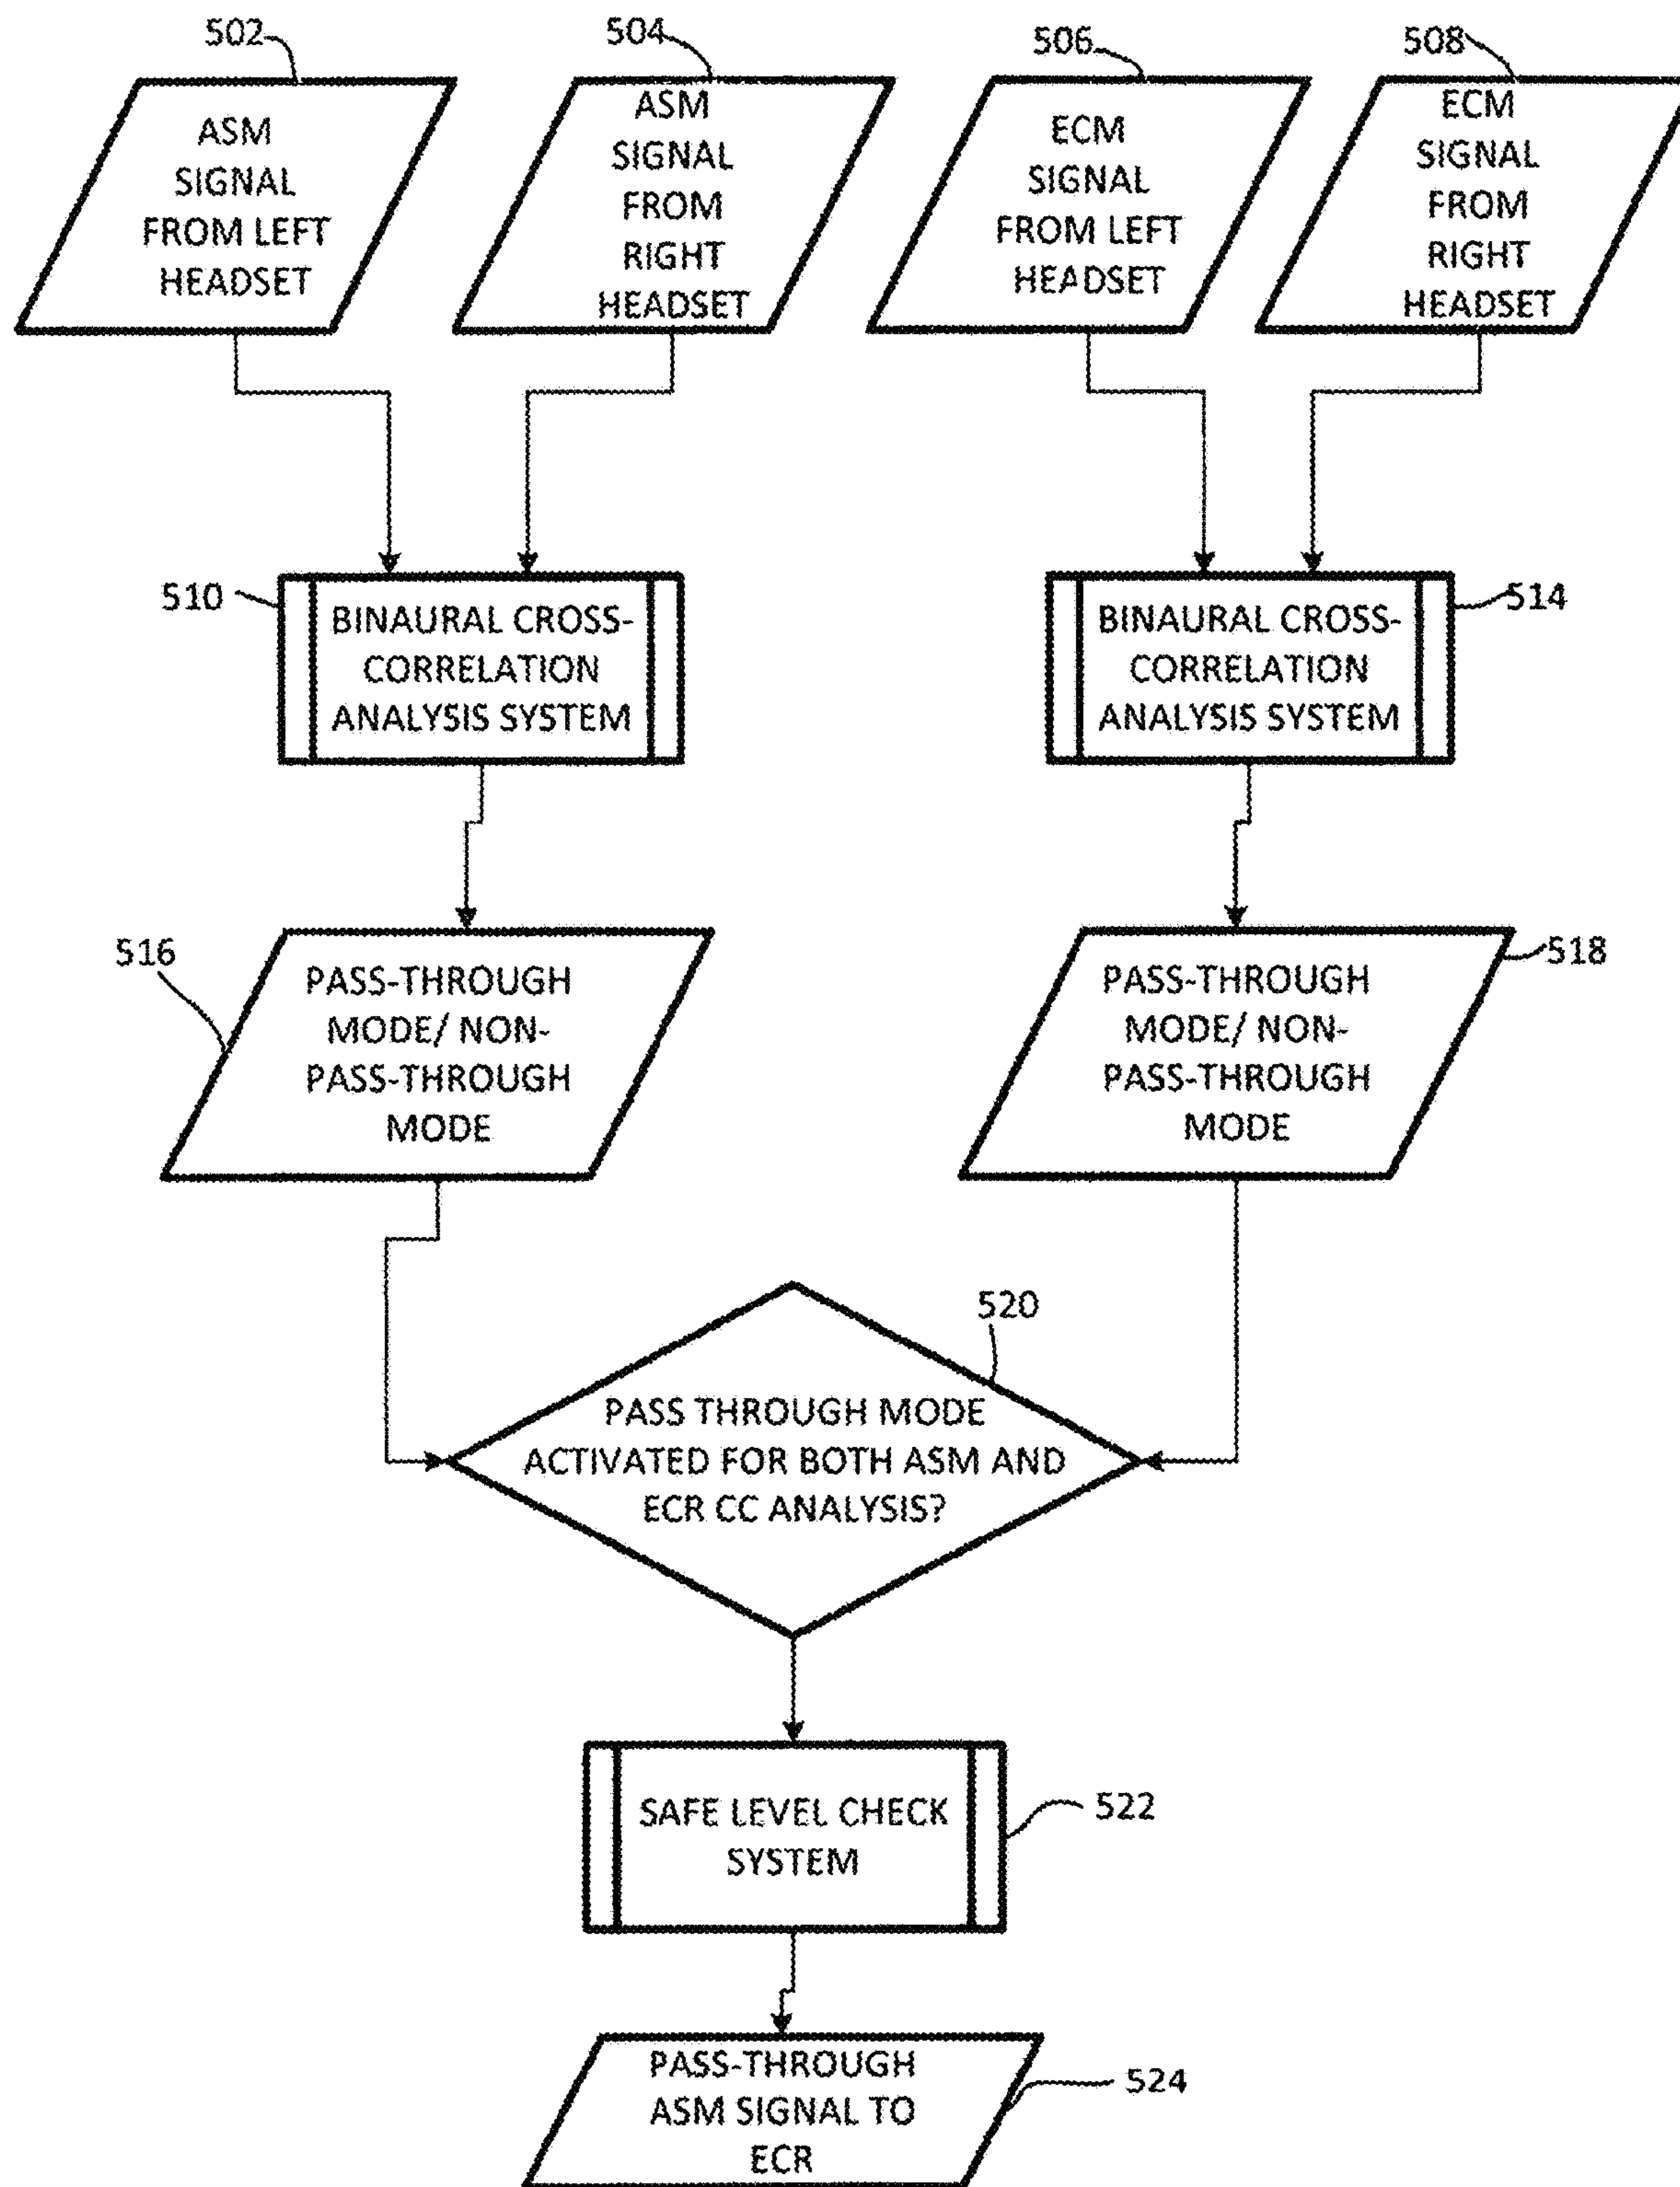 502
504
506
508
ASM
SIGNAL
FROM LEFT
HEADSET
ASM
SIGNAL
FROM
RIGHT
HEADSET
ECM
SIGNAL
FROM LEFT
HEADSET
ECM
SIGNAL
FROM
RIGHT
HEADSET
510
BINAURAL CROSS-
CORRELATION
ANALYSIS SYSTEM
BINAURAL CROSS-
CORRELATION
ANALYSIS SYSTEM
514
516
PASS-THROUGH
MODE/ NON-
PASS-THROUGH
MODE
PASS-THROUGH
MODE/ NON-
PASS-THROUGH
MODE
518
520
PASS THROUGH MODE
ACTIVATED FOR BOTH ASM AND
ECR CC ANALYSIS?
SAFE LEVEL CHECK
SYSTEM
522
PASS-THROUGH
ASM SIGNAL TO
ECR
524